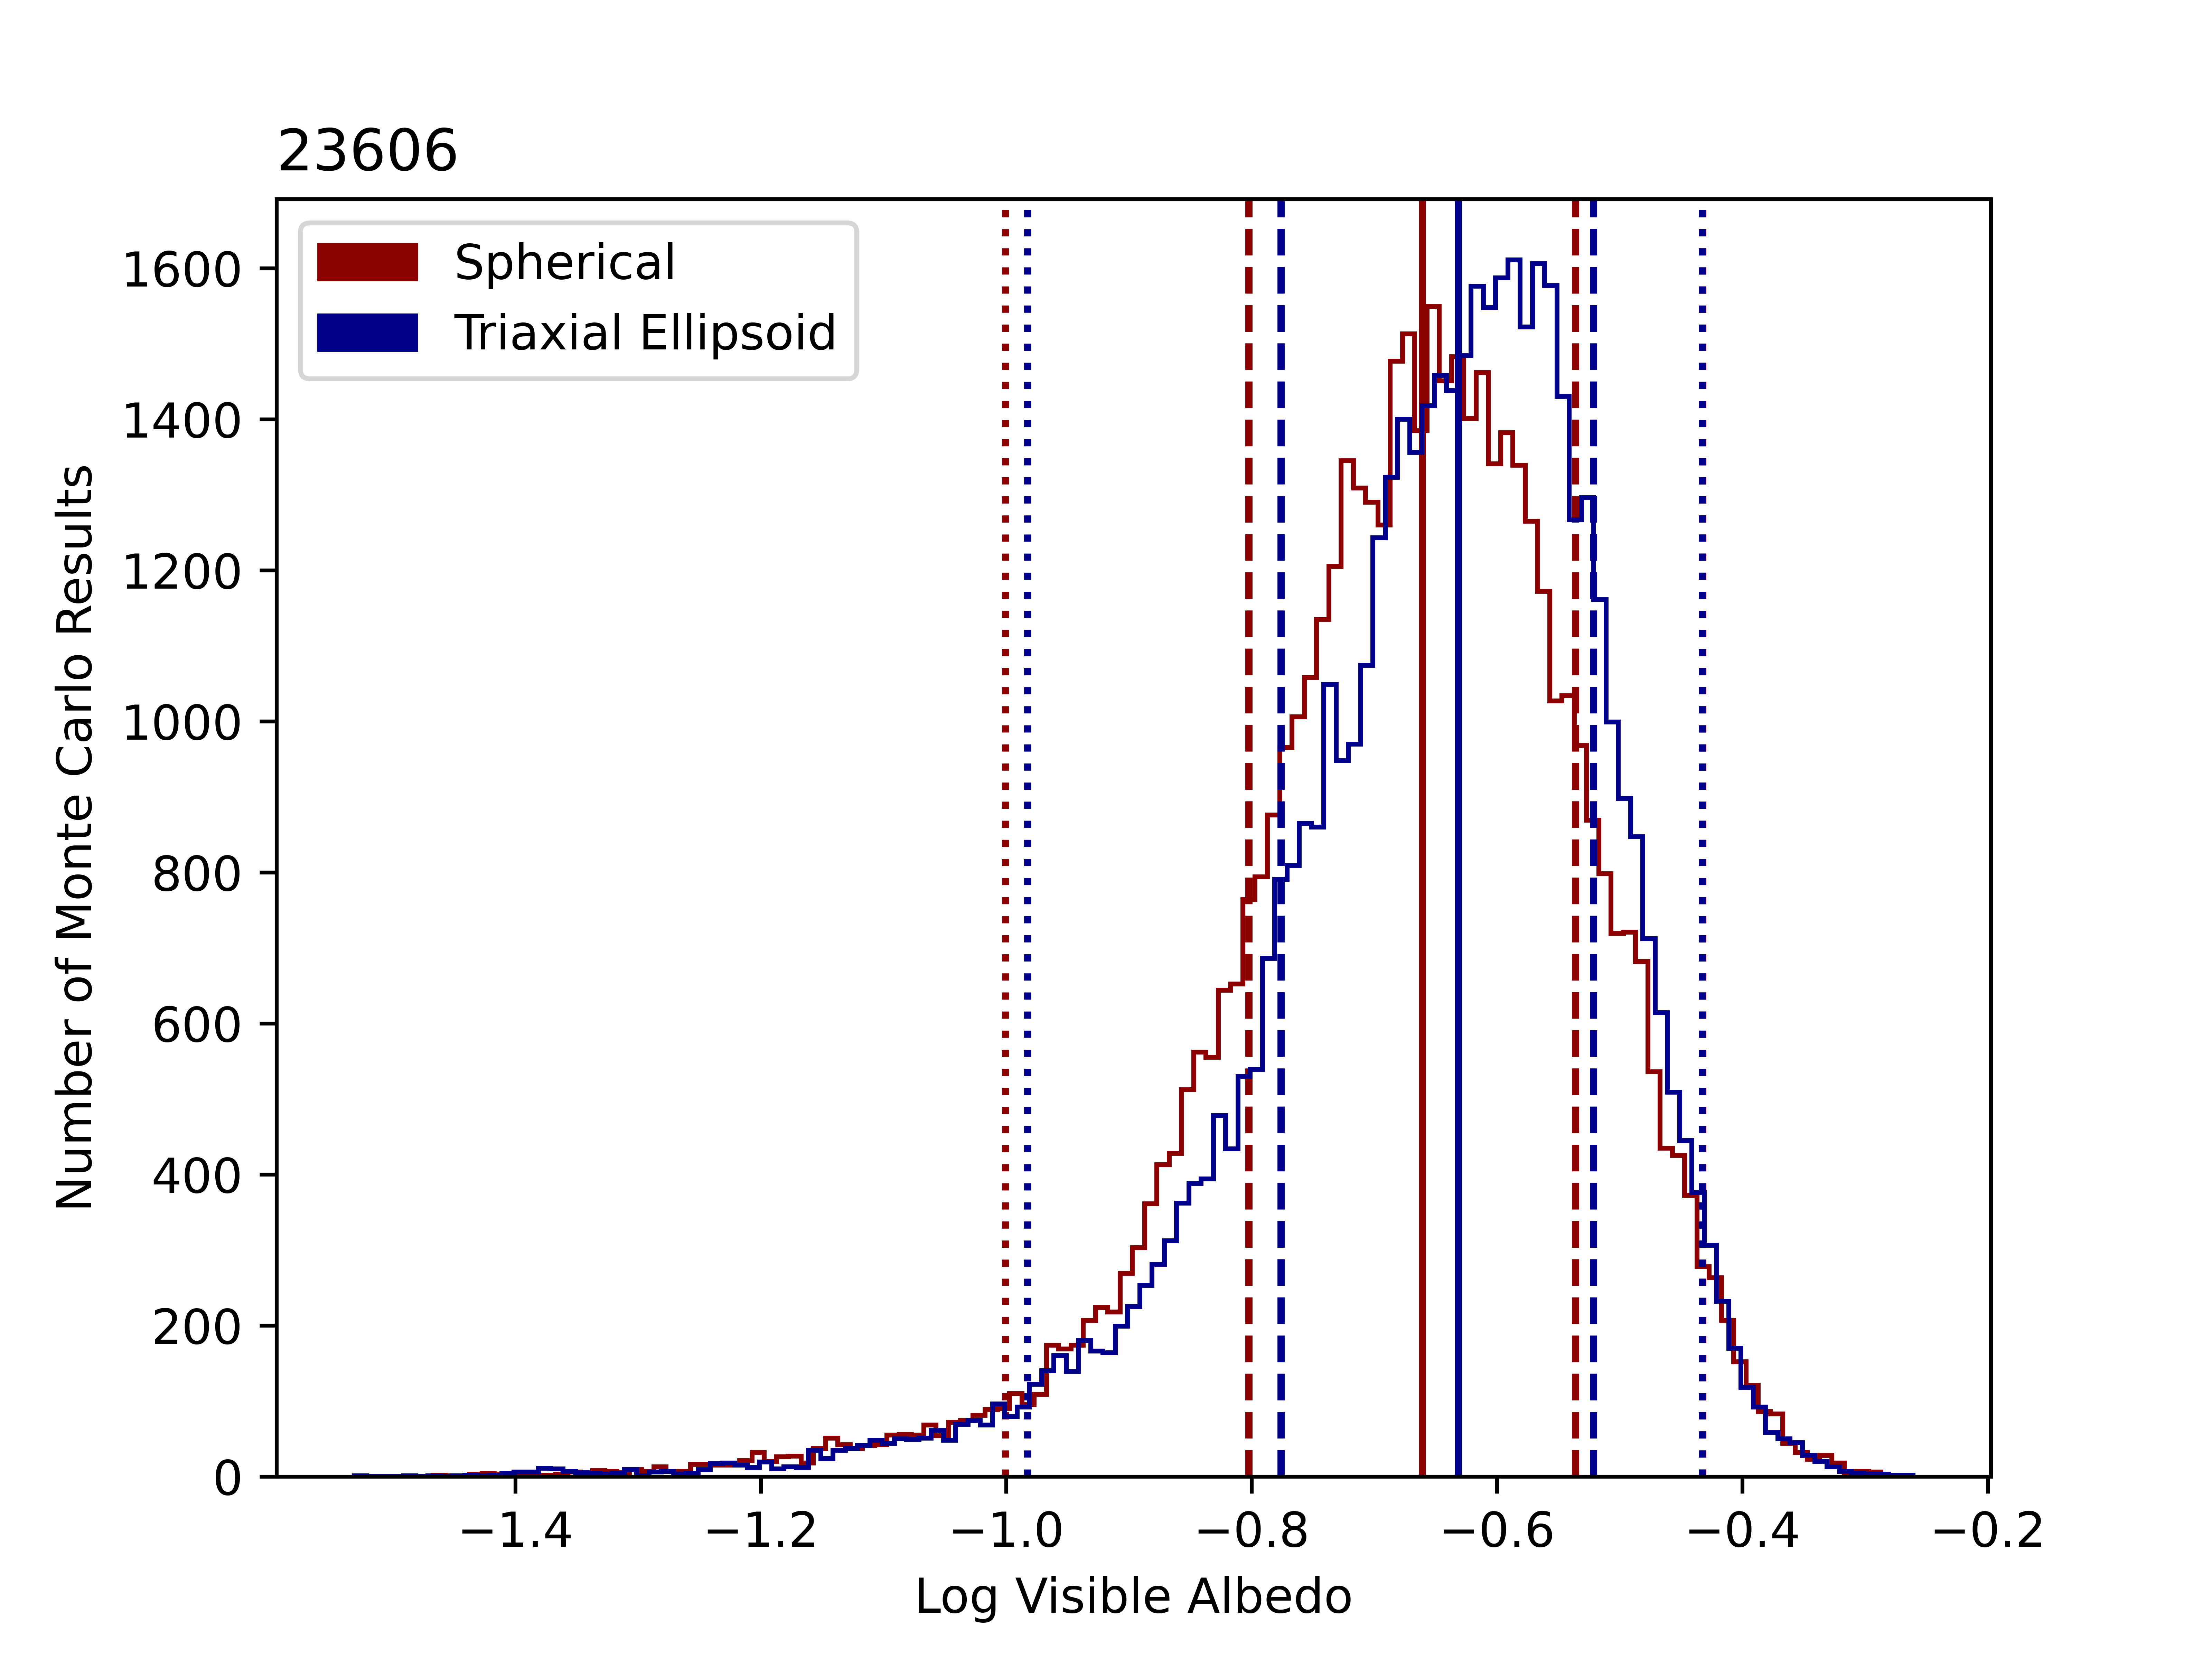 23606
Spherical
Triaxial Ellipsoid
Number of Monte Carlo Results
1600
1400
1200
1000
800
600
400
200
0
−1.4 −1.2 −1.0 −0.8 −0.6 −0.4 −0.2
Log Visible Albedo